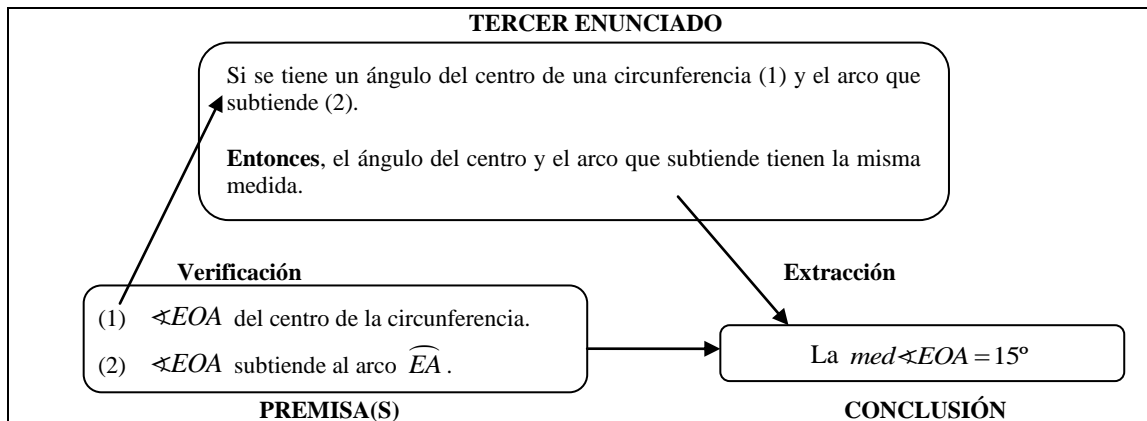 TERCER ENUNCIADO
Si se tiene un ángulo del centro de una circunferencia (1) y el arco que
subtiende (2).
Entonces, el ángulo del centro y el arco que subtiende tienen la misma
medida.
Verificación
Extracción
(1) ∢EOA del centro de la circunferencia.
(2) ∢EOA subtiende al arco \widehat{EA}.
La med∢EOA = 15º
PREMISA(S)
CONCLUSIÓN